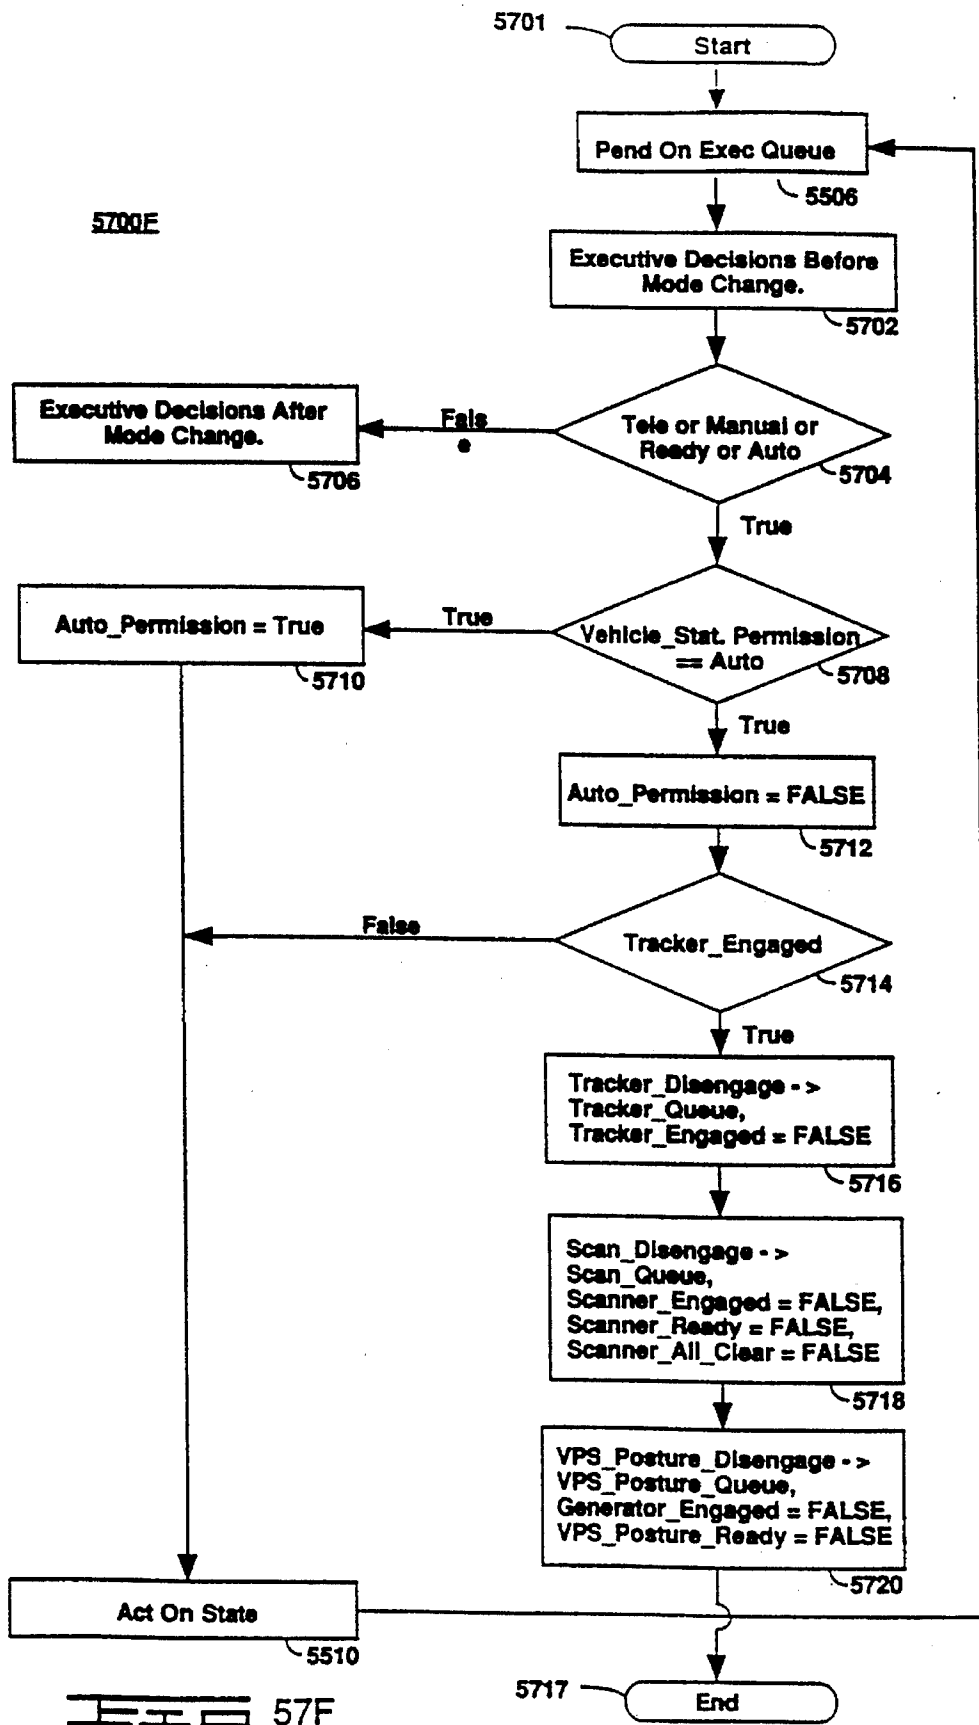 5701
Start
Pend On Exec Queue
5506
5700F
Executive Decisions Before
Mode Change.
5702
Executive Decisions After
Mode Change.
5706
Fals
e
Tele or Manual or
Ready or Auto
5704
True
Auto_Permission = True
5710
True
Vehicle_Stat. Permission
== Auto
5708
True
Auto_Permission = FALSE
5712
False
Tracker_Engaged
5714
True
Tracker_Disengage - >
Tracker_Queue,
Tracker_Engaged = FALSE
5716
Scan_Disengage - >
Scan_Queue,
Scanner_Engaged = FALSE,
Scanner_Ready = FALSE,
Scanner_All_Clear = FALSE
5718
VPS_Posture_Disengage - >
VPS_Posture_Queue,
Generator_Engaged = FALSE,
VPS_Posture_Ready = FALSE
5720
Act On State
5510
5717
End
57F